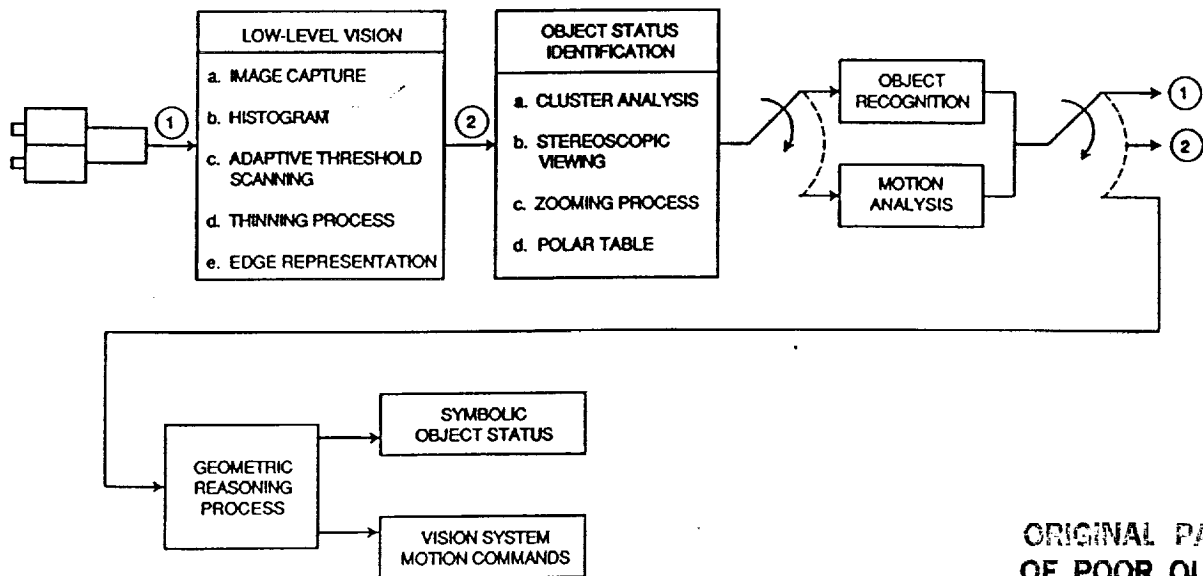 LOW-LEVEL VISION
a. IMAGE CAPTURE
b. HISTOGRAM
c. ADAPTIVE THRESHOLD
SCANNING
d. THINNING PROCESS
e. EDGE REPRESENTATION
1
2
OBJECT STATUS
IDENTIFICATION
a. CLUSTER ANALYSIS
b. STEREOSCOPIC
VIEWING
c. ZOOMING PROCESS
d. POLAR TABLE
OBJECT
RECOGNITION
MOTION
ANALYSIS
1
2
GEOMETRIC
REASONING
PROCESS
SYMBOLIC
OBJECT STATUS
VISION SYSTEM
MOTION COMMANDS
ORIGINAL PA
OF POOR QU